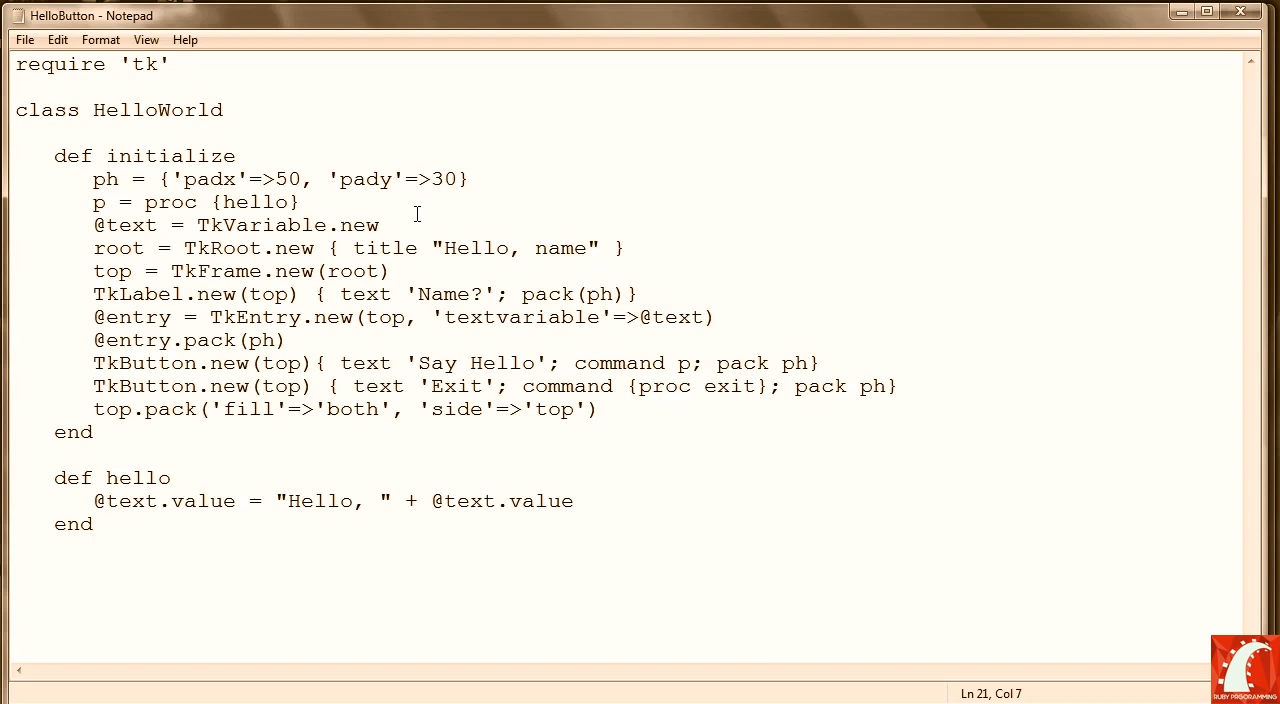 HelloButton - Notepad
File Edit Format View Help
require 'tk'
class HelloWorld
def initialize
ph = {'padx'=>50, 'pady'=>30}
p = proc {hello}
@text = TkVariable.new
root = TkRoot.new { title "Hello, name" }
top = TkFrame.new(root)
TkLabel.new(top) { text 'Name?'; pack(ph)}
@entry = TkEntry.new(top, 'textvariable'=>@text)
@entry.pack(ph)
TkButton.new(top){ text 'Say Hello'; command p; pack ph}
TkButton.new(top) { text 'Exit'; command {proc exit}; pack ph}
top.pack('fill'=>'both', 'side'=>'top')
end
def hello
@text.value = "Hello, " + @text.value
end
RUBY PRGORAMMING
Ln 21, Col 7